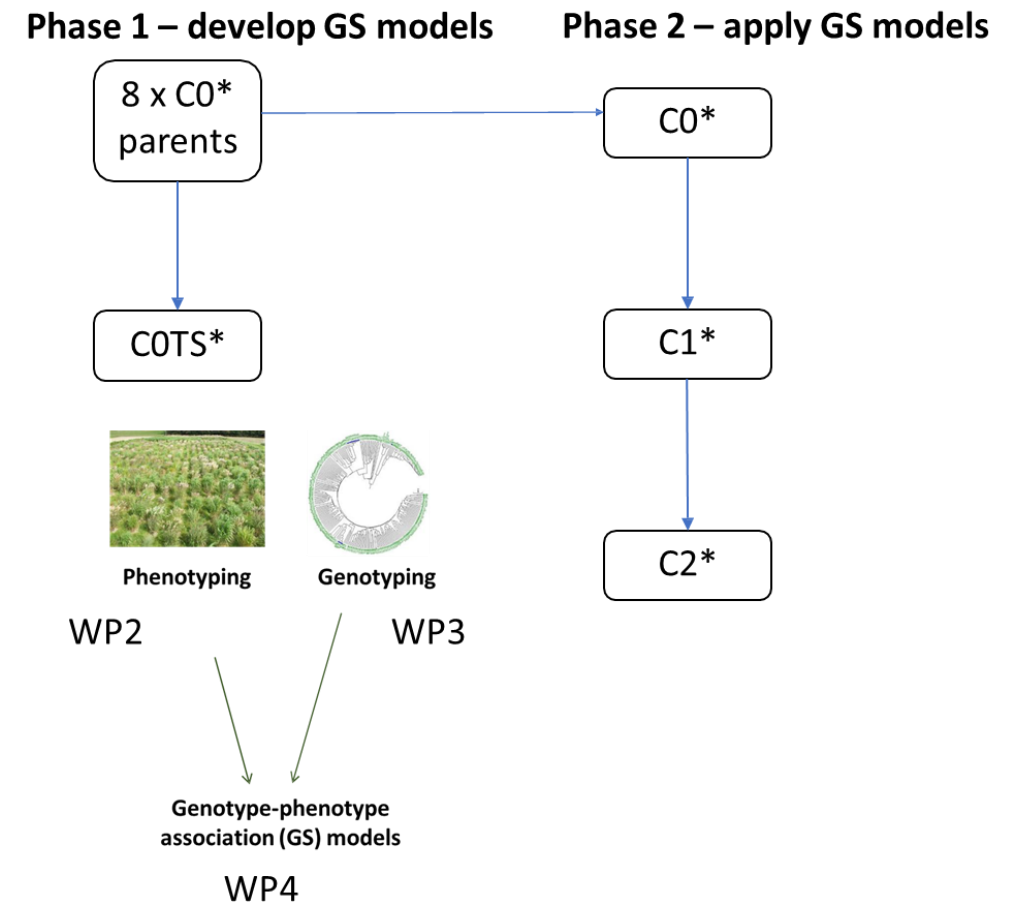 Phase 1 – develop GS models
Phase 2 – apply GS models
8 x C0*
parents
C0*
C0TS*
C1*
C2*
Phenotyping
Genotyping
WP2
WP3
Genotype-phenotype
association (GS) models
WP4